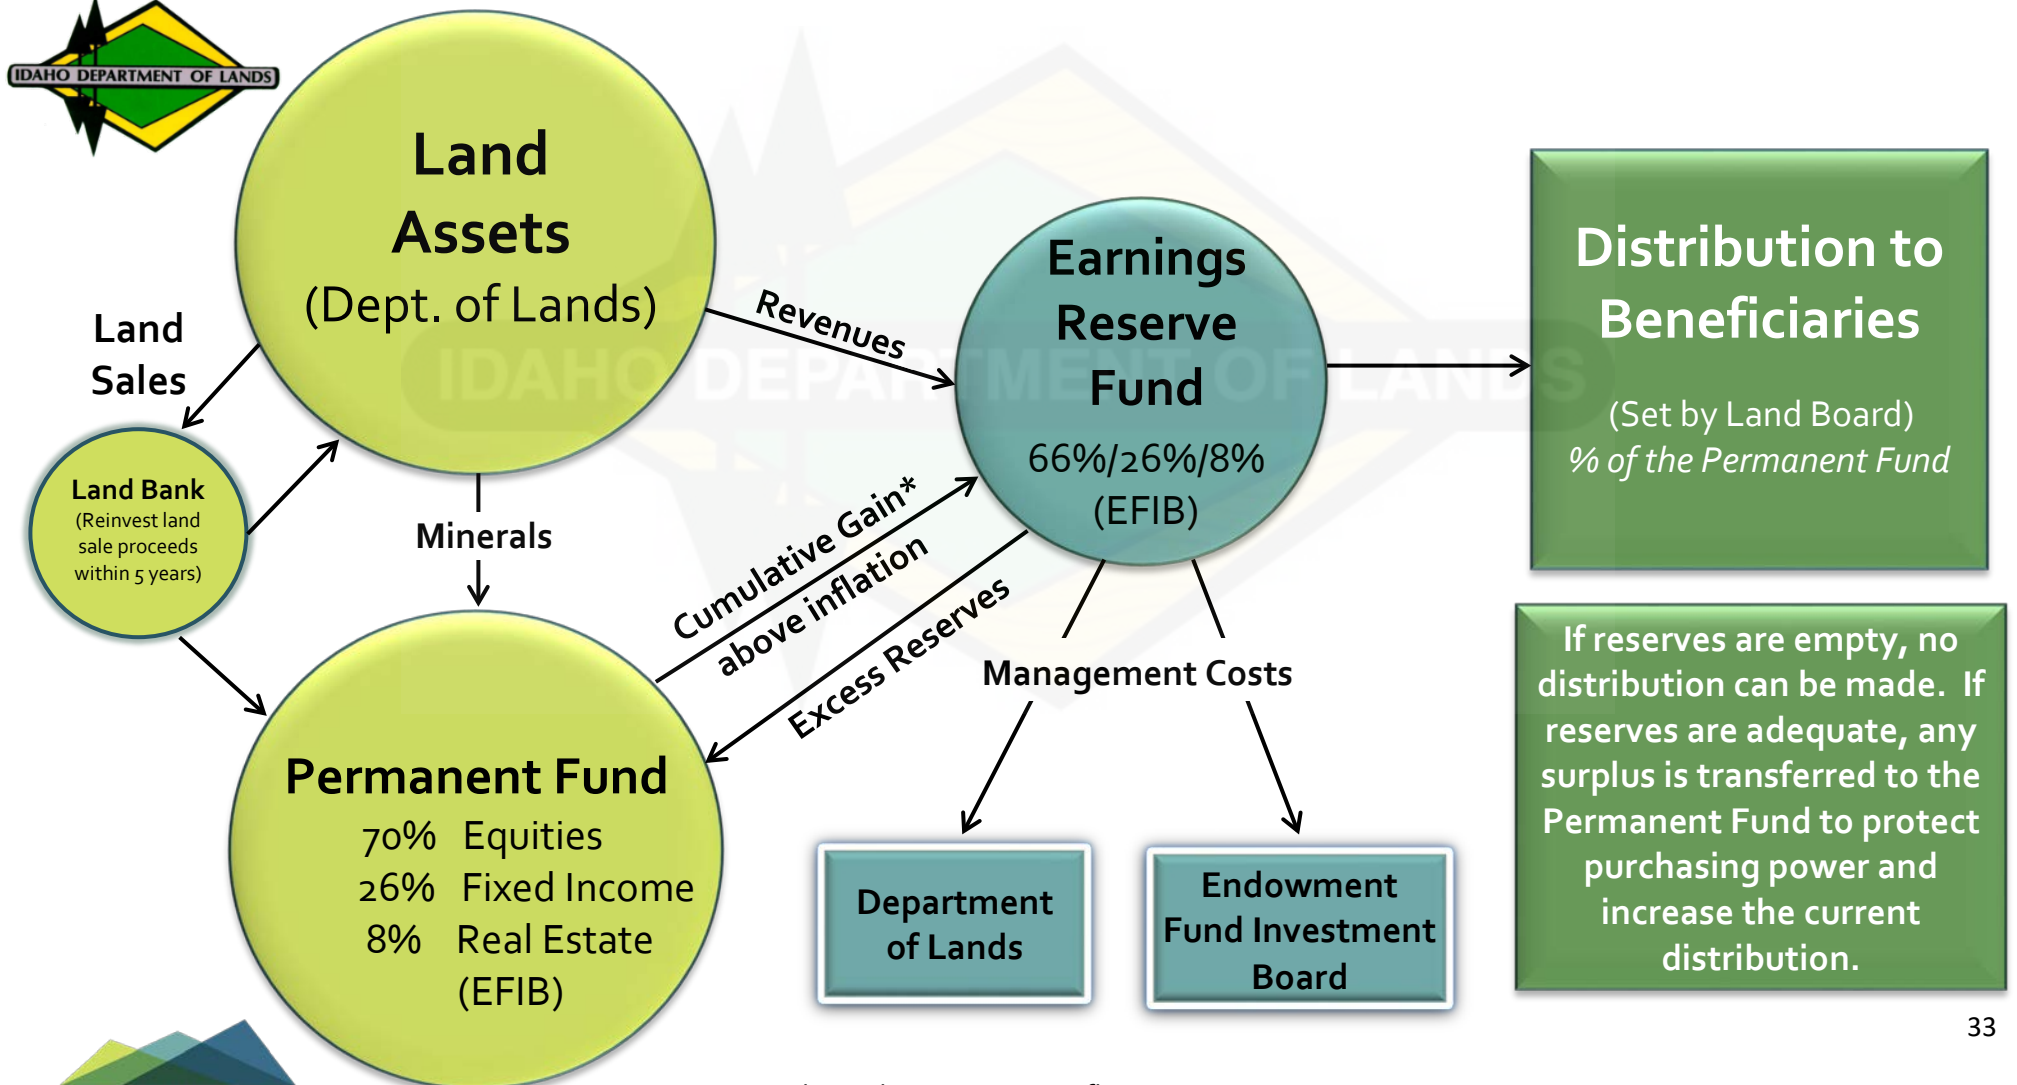 IDAHO DEPARTMENT OF LANDS
Land
Assets
(Dept. of Lands)
Land
Sales
Land Bank
(Reinvest land
sale proceeds
within 5 years)
Minerals
Revenues
Earnings
Reserve
Fund
66%/26%/8%
(EFIB)
Distribution to
Beneficiaries
(Set by Land Board)
% of the Permanent Fund
Cumulative Gain*
above inflation
Excess Reserves
Management Costs
Permanent Fund
70% Equities
26% Fixed Income
8% Real Estate
(EFIB)
Department
of Lands
Endowment
Fund Investment
Board
If reserves are empty, no
distribution can be made. If
reserves are adequate, any
surplus is transferred to the
Permanent Fund to protect
purchasing power and
increase the current
distribution.
33
IDAHO DEPARTMENT OF LANDS